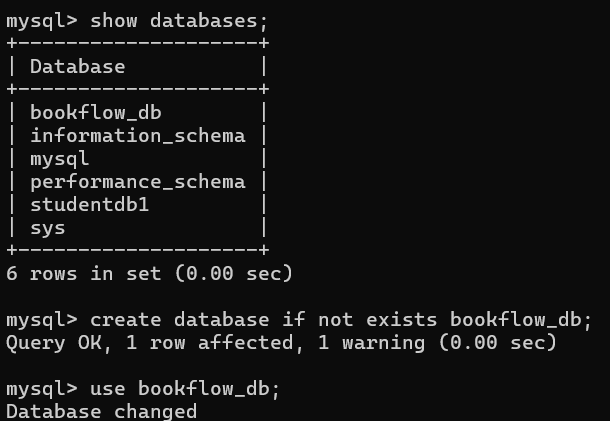 mysql> show databases;
+--------------------+
| Database           |
+--------------------+
| bookflow_db        |
| information_schema |
| mysql              |
| performance_schema |
| studentdb1         |
| sys                |
+--------------------+
6 rows in set (0.00 sec)

mysql> create database if not exists bookflow_db;
Query OK, 1 row affected, 1 warning (0.00 sec)

mysql> use bookflow_db;
Database changed